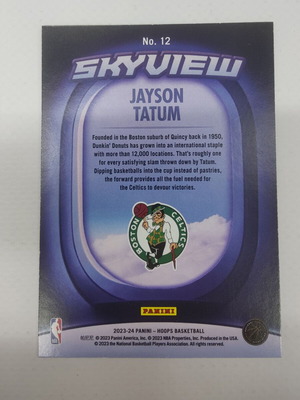 No. 12
SKYVIEW
JAYSON
TATUM
Founded in the Boston suburb of Quincy back in 1950,
Dunkin' Donuts has grown into an international staple
with more than 12,000 locations. That's roughly one
for every satisfying slam thrown down by Tatum.
Dipping basketballs into the cup instead of pastries,
the forward provides all the fuel needed for
the Celtics to devour victories.
BOSTON
CELTICS
PANINI
2023-24 PANINI – HOOPS BASKETBALL
© 2023 Panini America, Inc. © 2023 NBA Properties, Inc. Produced in the USA.
© 2023 the National Basketball Players Association. All rights reserved.
NBA